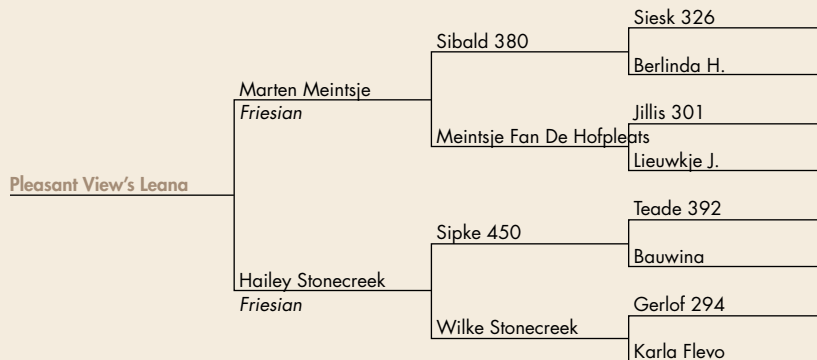 Siesk 326
Sibald 380
Berlinda H.
Marten Meintsje
Friesian
Jillis 301
Meintsje Fan De Hofpleats
Lieuwkje J.
Pleasant View's Leana
Teade 392
Sipke 450
Bauwina
Hailey Stonecreek
Friesian
Gerlof 294
Wilke Stonecreek
Karla Flevo